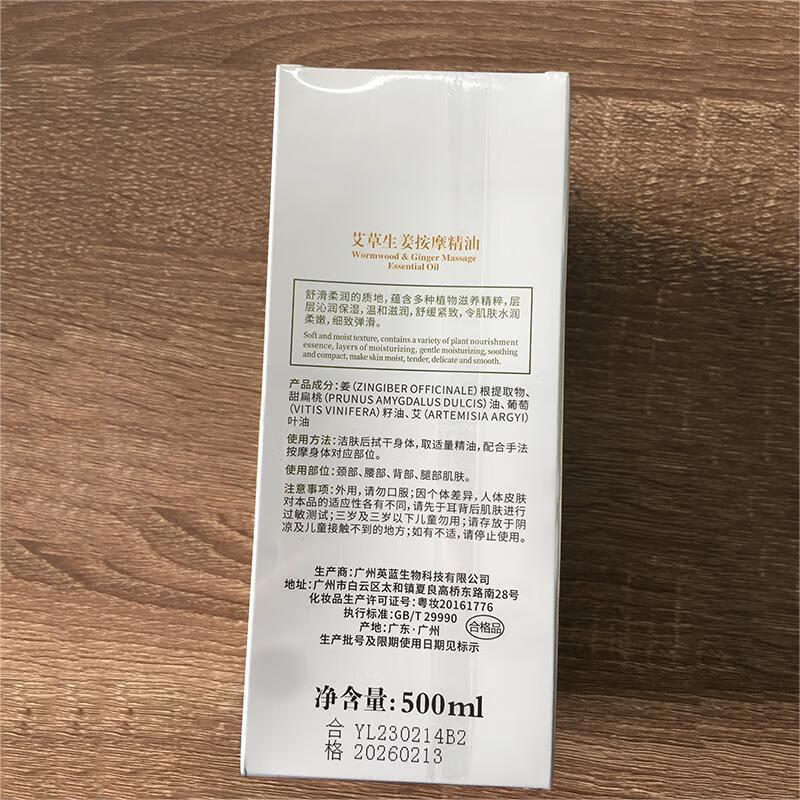 艾草生姜按摩精油
Wormwood & Ginger Massage
Essential Oil
舒滑柔润的质地，蕴含多种植物滋养精粹，层
层沁润保湿，温和滋润，舒缓紧致，令肌肤水润
柔嫩，细致弹滑。
Soft and moist texture, contains a variety of plant nourishment
essence, layers of moisturizing, gentle moisturizing, soothing
and compact, make skin moist, tender, delicate and smooth.
产品成分：姜（ZINGIBER OFFICINALE）根提取物、
甜扁桃（PRUNUS AMYGDALUS DULCIS）油、葡萄
（VITIS VINIFERA）籽油、艾（ARTEMISIA ARGYI）
叶油
使用方法：洁肤后拭干身体，取适量精油，配合手法
按摩身体对应部位。
使用部位：颈部、腰部、背部、腿部肌肤。
注意事项：外用，请勿口服；因个体差异，人体皮肤
对本品的适应性各有不同，请先于耳背后肌肤进行
过敏测试；三岁及三岁以下儿童勿用；请存放于阴
凉及儿童接触不到的地方；如有不适，请停止使用。
生产商：广州英蓝生物科技有限公司
地址：广州市白云区太和镇夏良高桥东路南28号
化妆品生产许可证号：粤妆20161776
执行标准：GB/T 29990
产地：广东·广州
合格品
生产批号及限期使用日期见标示
净含量：500ml
合格
YL230214B2
20260213